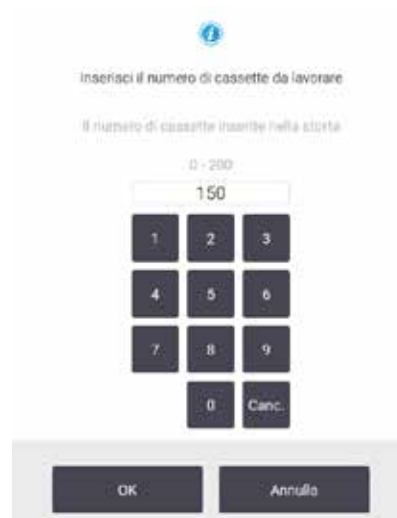 Inserisci il numero di cassette da lavorare
Il numero di cassette inserite nella storta
0 - 200
150
1 2 3
4 5 6
7 8 9
0 Canc.
OK Annulla